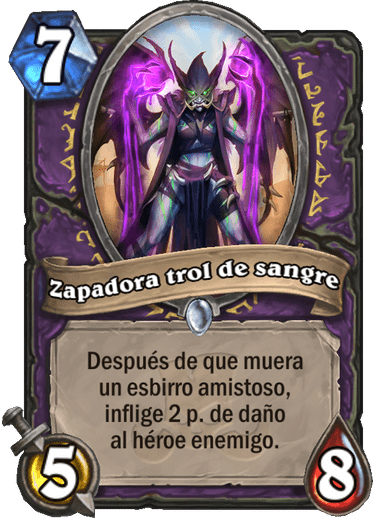 7
Zapadora trol de sangre
Después de que muera
un esbirro amistoso,
inflige 2 p. de daño
al héroe enemigo.
5
8